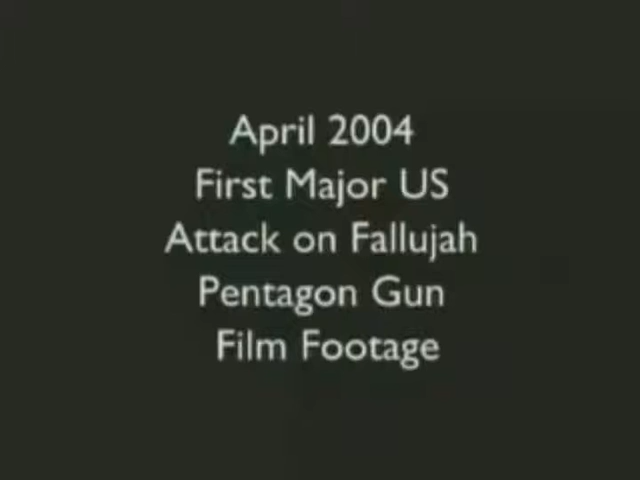 April 2004
First Major US
Attack on Fallujah
Pentagon Gun
Film Footage